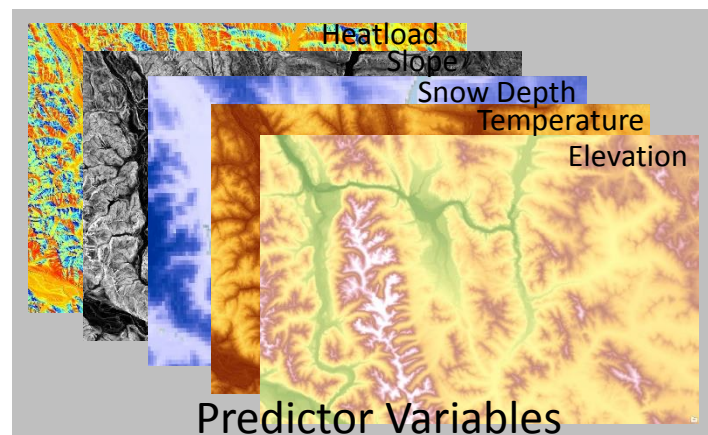 Heatload
Slope
Snow Depth
Temperature
Elevation
Predictor Variables